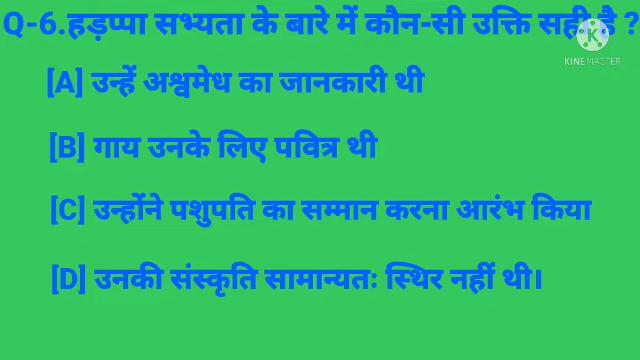 Q-6.हड़प्पा सभ्यता के बारे में कौन-सी उक्ति सही है ?
KINEMASTER
[A] उन्हें अश्वमेध का जानकारी थी
[B] गाय उनके लिए पवित्र थी
[C] उन्होंने पशुपति का सम्मान करना आरंभ किया
[D] उनकी संस्कृति सामान्यतः स्थिर नहीं थी।